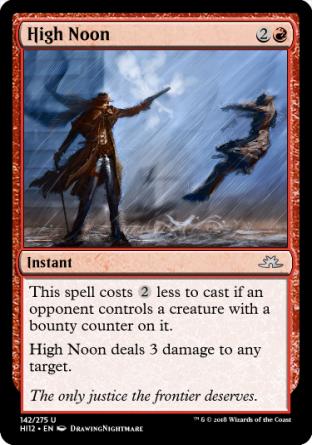 High Noon 2
Instant
This spell costs 2 less to cast if an
opponent controls a creature with a
bounty counter on it.
High Noon deals 3 damage to any
target.
The only justice the frontier deserves.
142/275 U
HI12 • EN DrawingNightmare
™ & © 2018 Wizards of the Coast